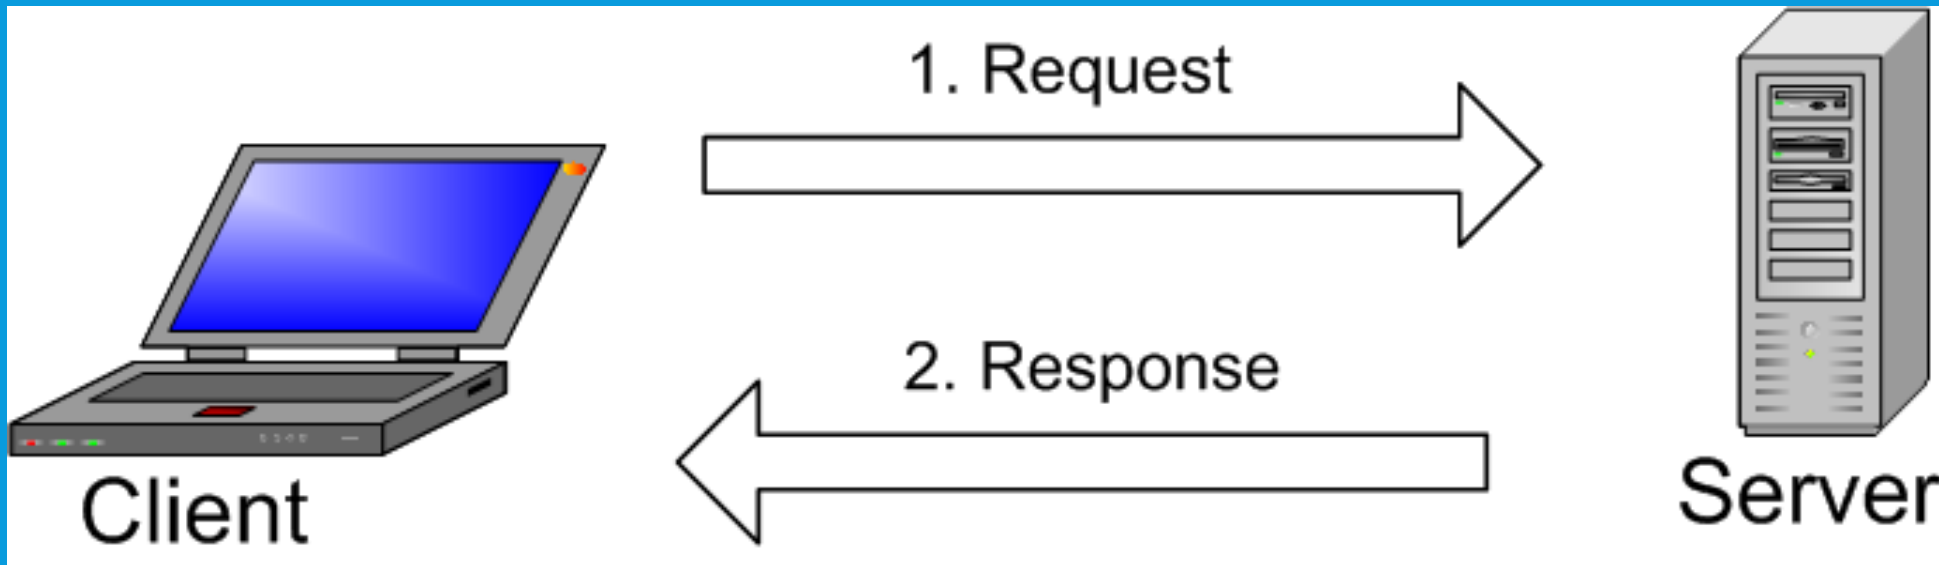 1. Request
2. Response
Client
Server